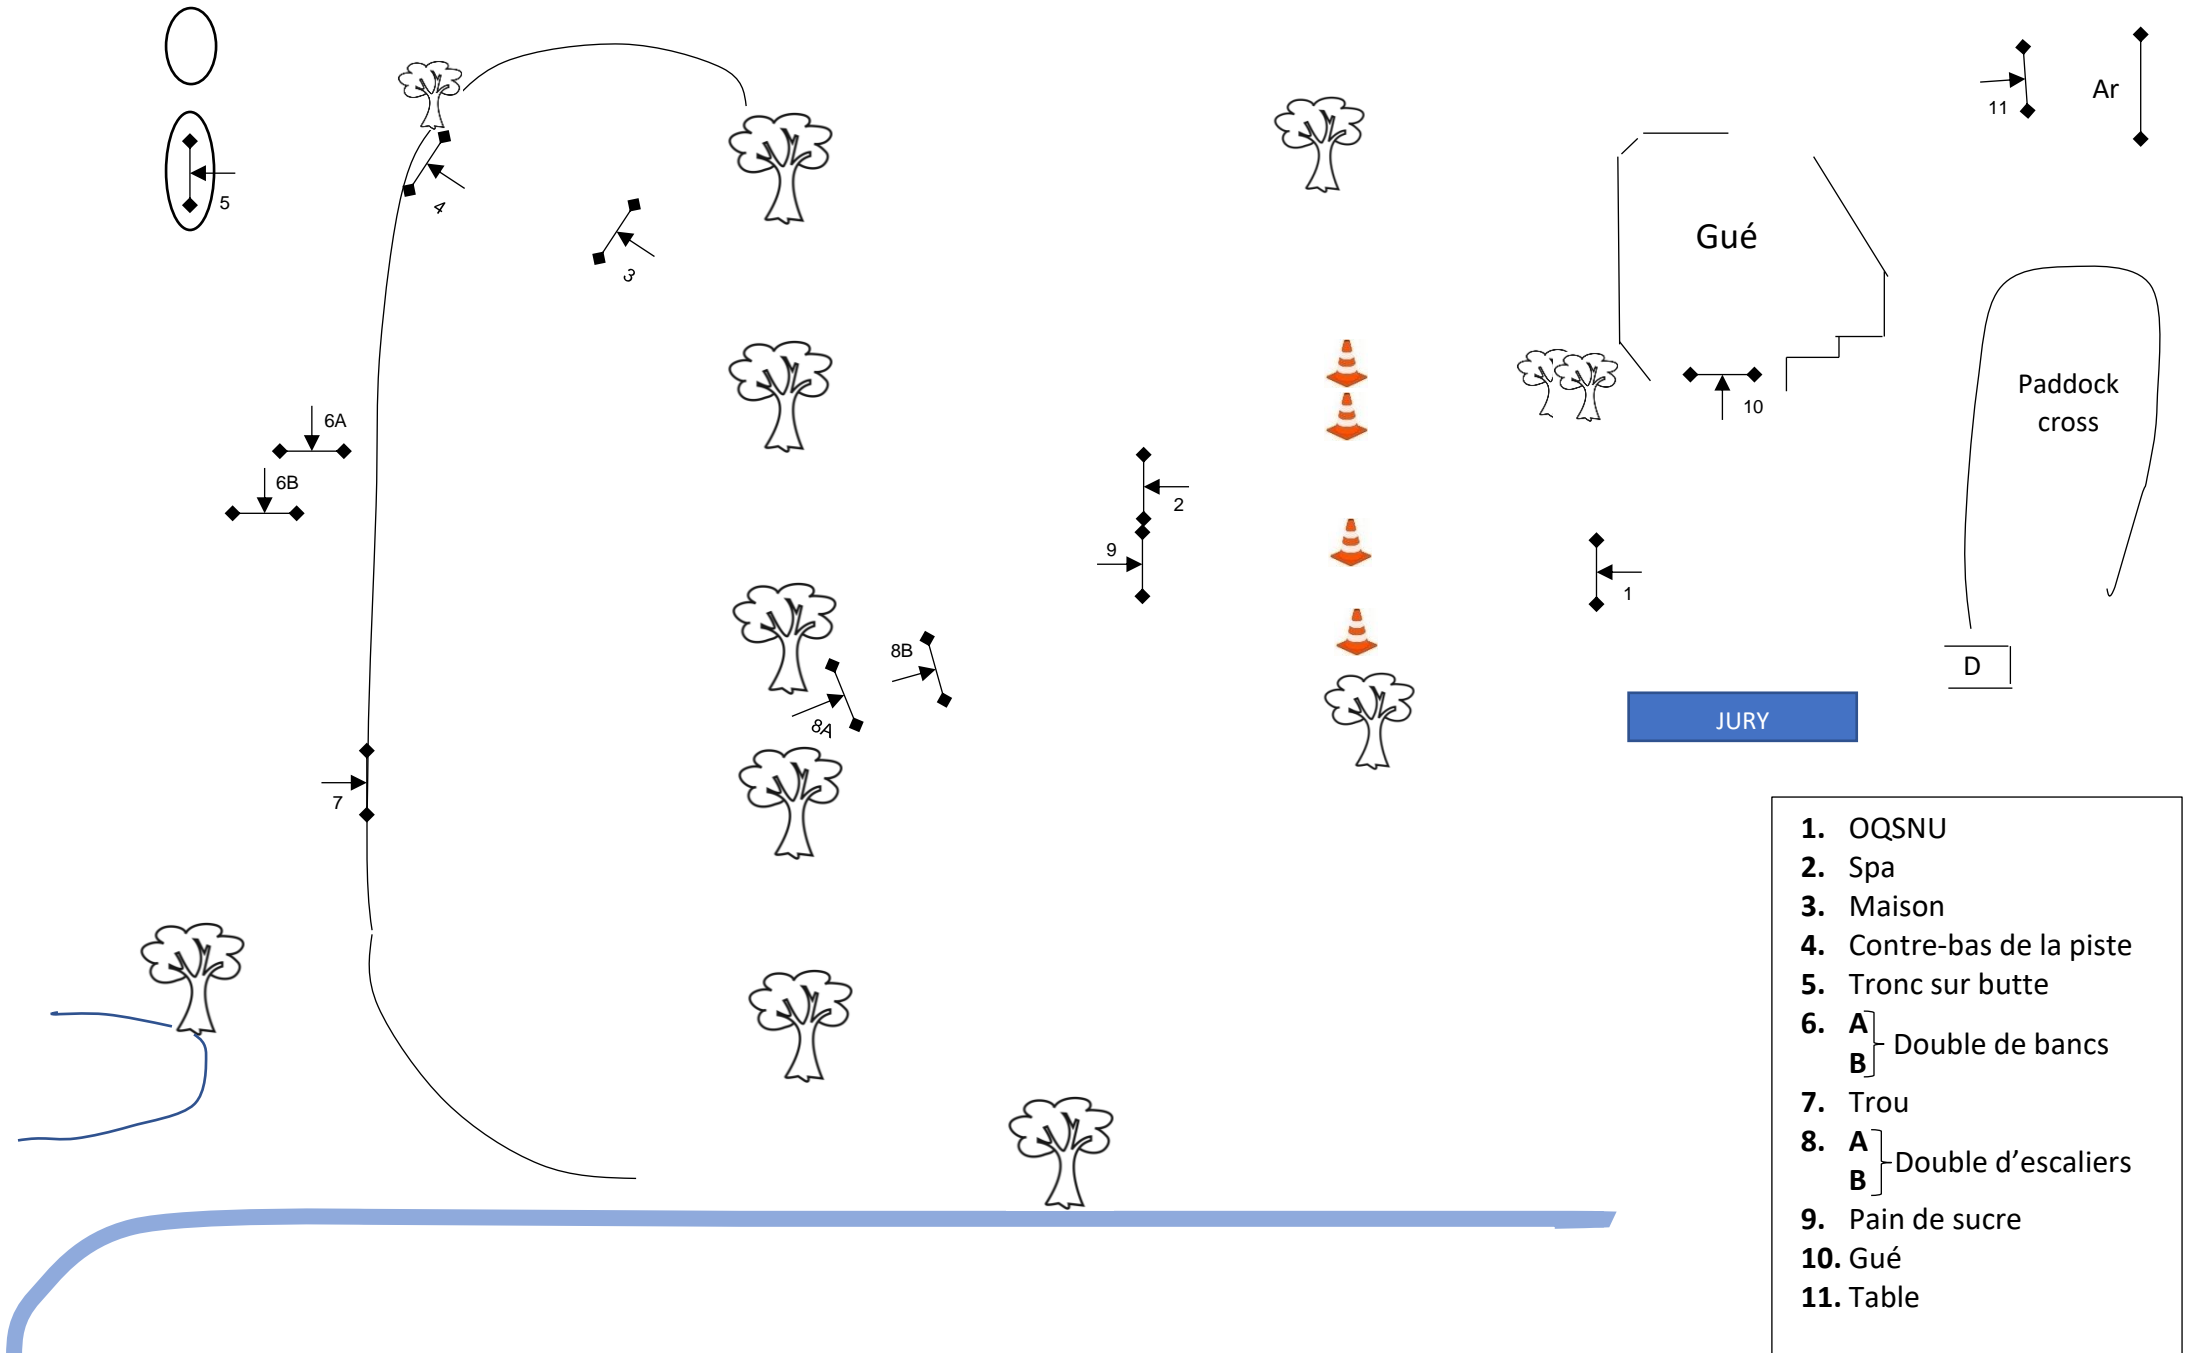 11
Ar
5
4
3
Gué
Paddock
cross
6A
6B
10
2
9
1
8B
8A
D
JURY
7
1. OQSNU
2. Spa
3. Maison
4. Contre-bas de la piste
5. Tronc sur butte
6. A
Double de bancs
B
7. Trou
8. A
Double d’escaliers
B
9. Pain de sucre
10. Gué
11. Table